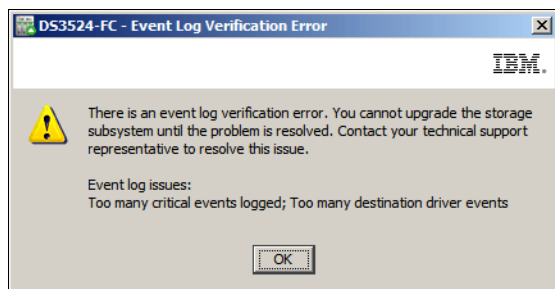 DS3524-FC - Event Log Verification Error
IBM.
There is an event log verification error. You cannot upgrade the storage
subsystem until the problem is resolved. Contact your technical support
representative to resolve this issue.
Event log issues:
Too many critical events logged; Too many destination driver events
OK